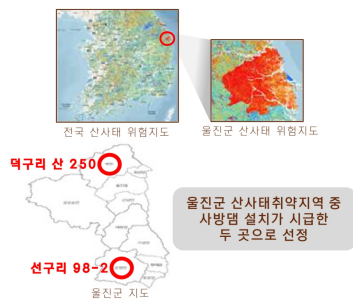 전국 산사태 위험지도
울진군 산사태 위험지도
덕구리 산 250
선구리 98-2
울진군 지도
울진군 산사태취약지역 중
사방댐 설치가 시급한
두 곳으로 선정